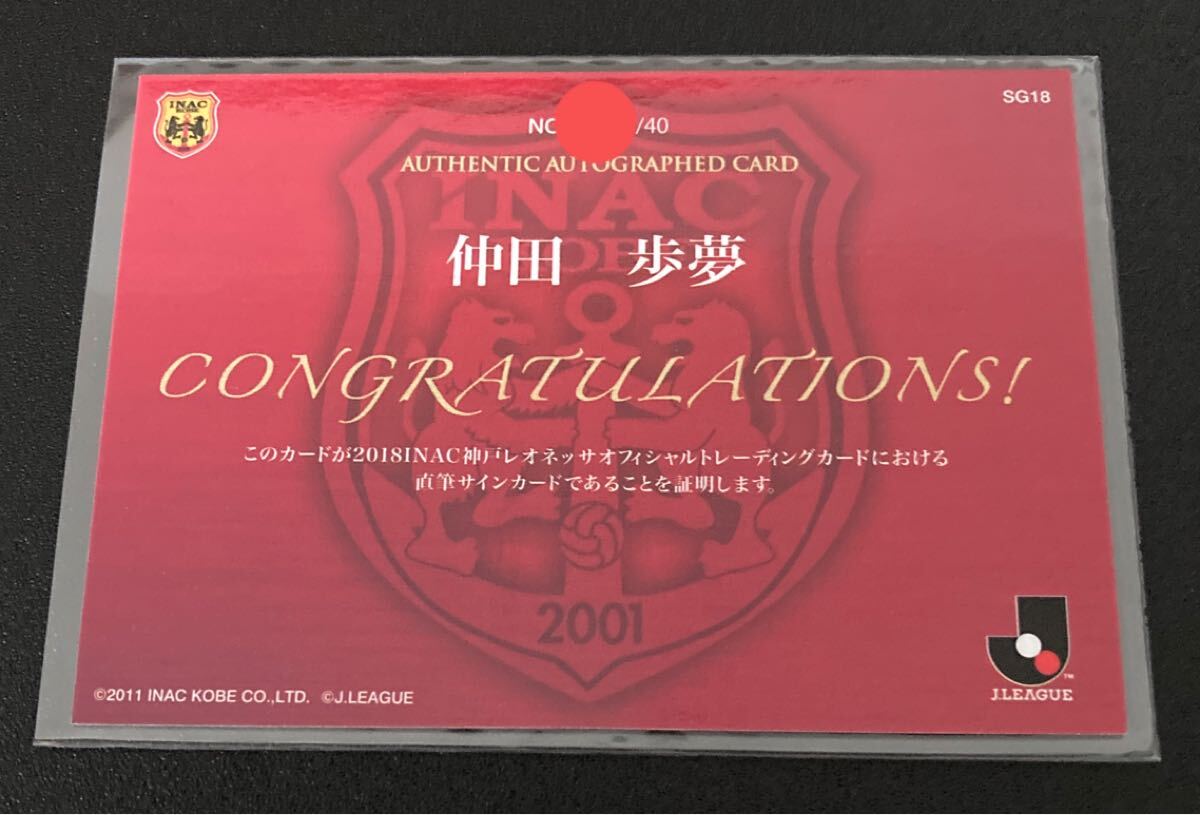 INAC
KOBE
SG18
NO /40
AUTHENTIC AUTOGRAPHED CARD
INAC
KOBE
仲田 歩夢
CONGRATULATIONS!
このカードが2018INAC神戸レオネッサオフィシャルトレーディングカードにおける
直筆サインカードであることを証明します。
2001
©2011 INAC KOBE CO.,LTD. ©J.LEAGUE
J.LEAGUE™